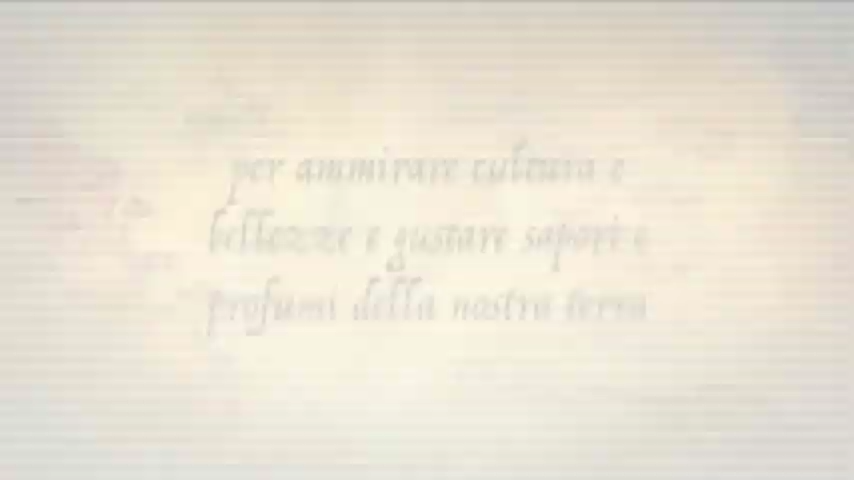 per ammirare cultura e
bellezze e gustare sapori e
profumi della nostra terra